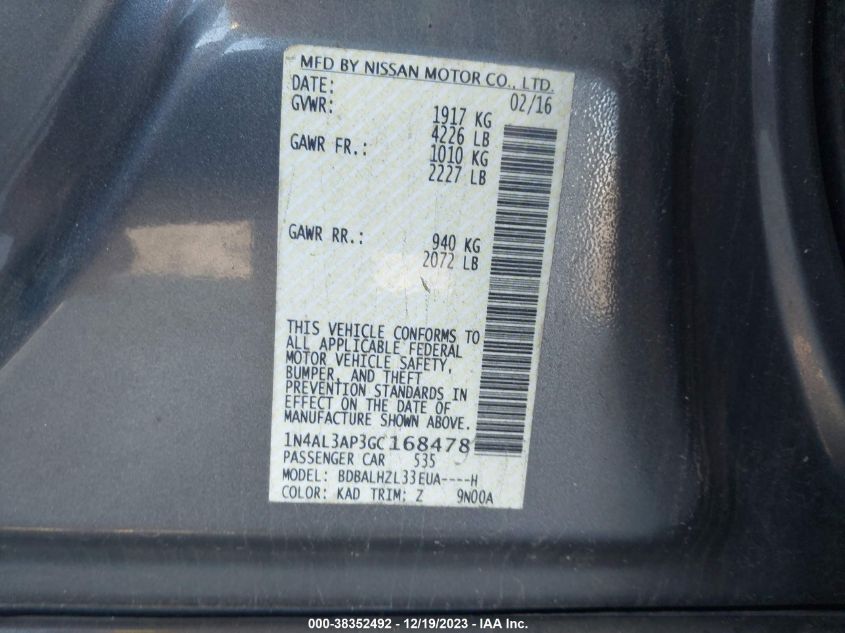 MFD BY NISSAN MOTOR CO., LTD.
DATE: 02/16
GVWR: 1917 KG
4226 LB
GAWR FR.: 1010 KG
2227 LB
GAWR RR.: 940 KG
2072 LB
THIS VEHICLE CONFORMS TO
ALL APPLICABLE FEDERAL
MOTOR VEHICLE SAFETY,
BUMPER, AND THEFT
PREVENTION STANDARDS IN
EFFECT ON THE DATE OF
MANUFACTURE SHOWN ABOVE.
1N4AL3AP3GC168478
PASSENGER CAR 535
MODEL: BDBALHZL33EUA----H
COLOR: KAD TRIM: Z 9N00A
000-38352492 - 12/19/2023 - IAA Inc.